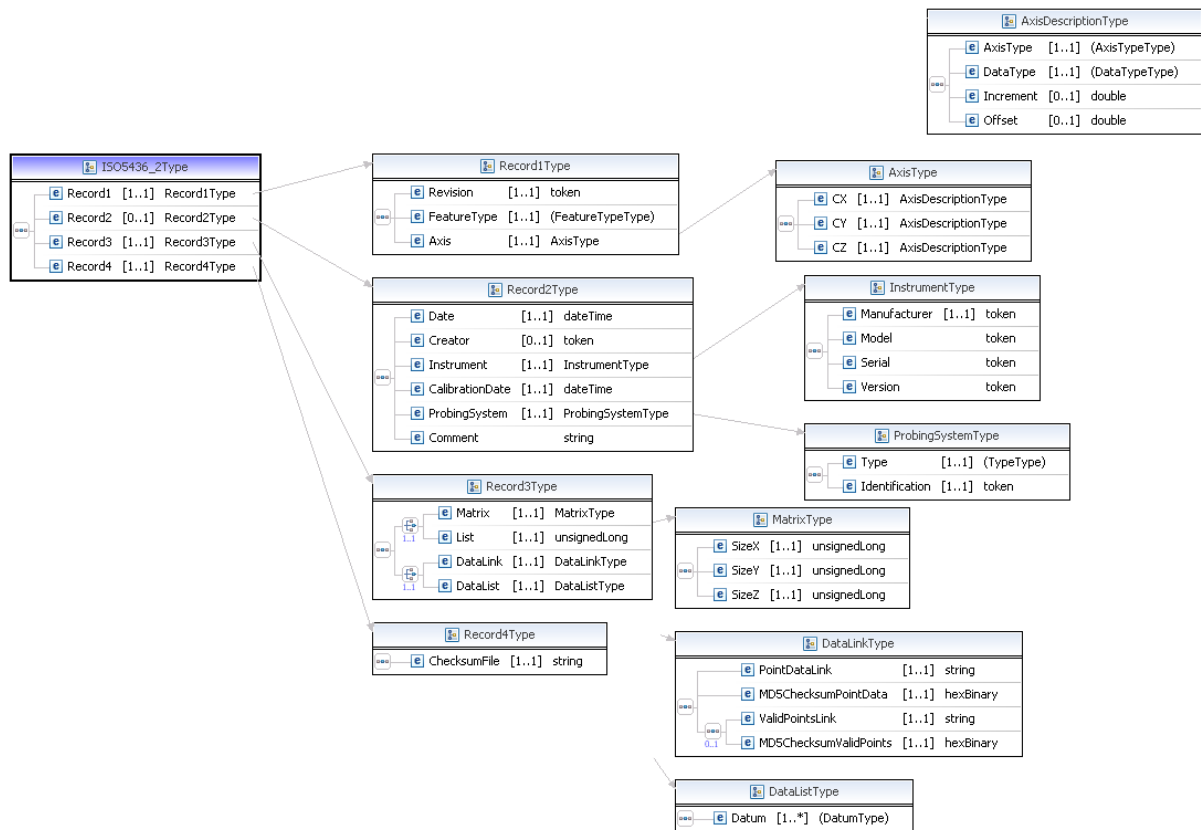 AxisDescriptionType
e AxisType [1..1] (AxisTypeType)
e DataType [1..1] (DataTypeType)
e Increment [0..1] double
e Offset [0..1] double
ISO5436_2Type
e Record1 [1..1] Record1Type
e Record2 [0..1] Record2Type
e Record3 [1..1] Record3Type
e Record4 [1..1] Record4Type
Record1Type
e Revision [1..1] token
e FeatureType [1..1] (FeatureTypeType)
e Axis [1..1] AxisType
AxisType
e CX [1..1] AxisDescriptionType
e CY [1..1] AxisDescriptionType
e CZ [1..1] AxisDescriptionType
Record2Type
e Date [1..1] dateTime
e Creator [0..1] token
e Instrument [1..1] InstrumentType
e CalibrationDate [1..1] dateTime
e ProbingSystem [1..1] ProbingSystemType
e Comment string
InstrumentType
e Manufacturer [1..1] token
e Model token
e Serial token
e Version token
ProbingSystemType
e Type [1..1] (TypeType)
e Identification [1..1] token
Record3Type
1..1
e Matrix [1..1] MatrixType
e List [1..1] unsignedLong
1..1
e DataLink [1..1] DataLinkType
e DataList [1..1] DataListType
MatrixType
e SizeX [1..1] unsignedLong
e SizeY [1..1] unsignedLong
e SizeZ [1..1] unsignedLong
Record4Type
e ChecksumFile [1..1] string
DataLinkType
e PointDataLink [1..1] string
e MD5ChecksumPointData [1..1] hexBinary
0..1
e ValidPointsLink [1..1] string
e MD5ChecksumValidPoints [1..1] hexBinary
DataListType
e Datum [1..*] (DatumType)